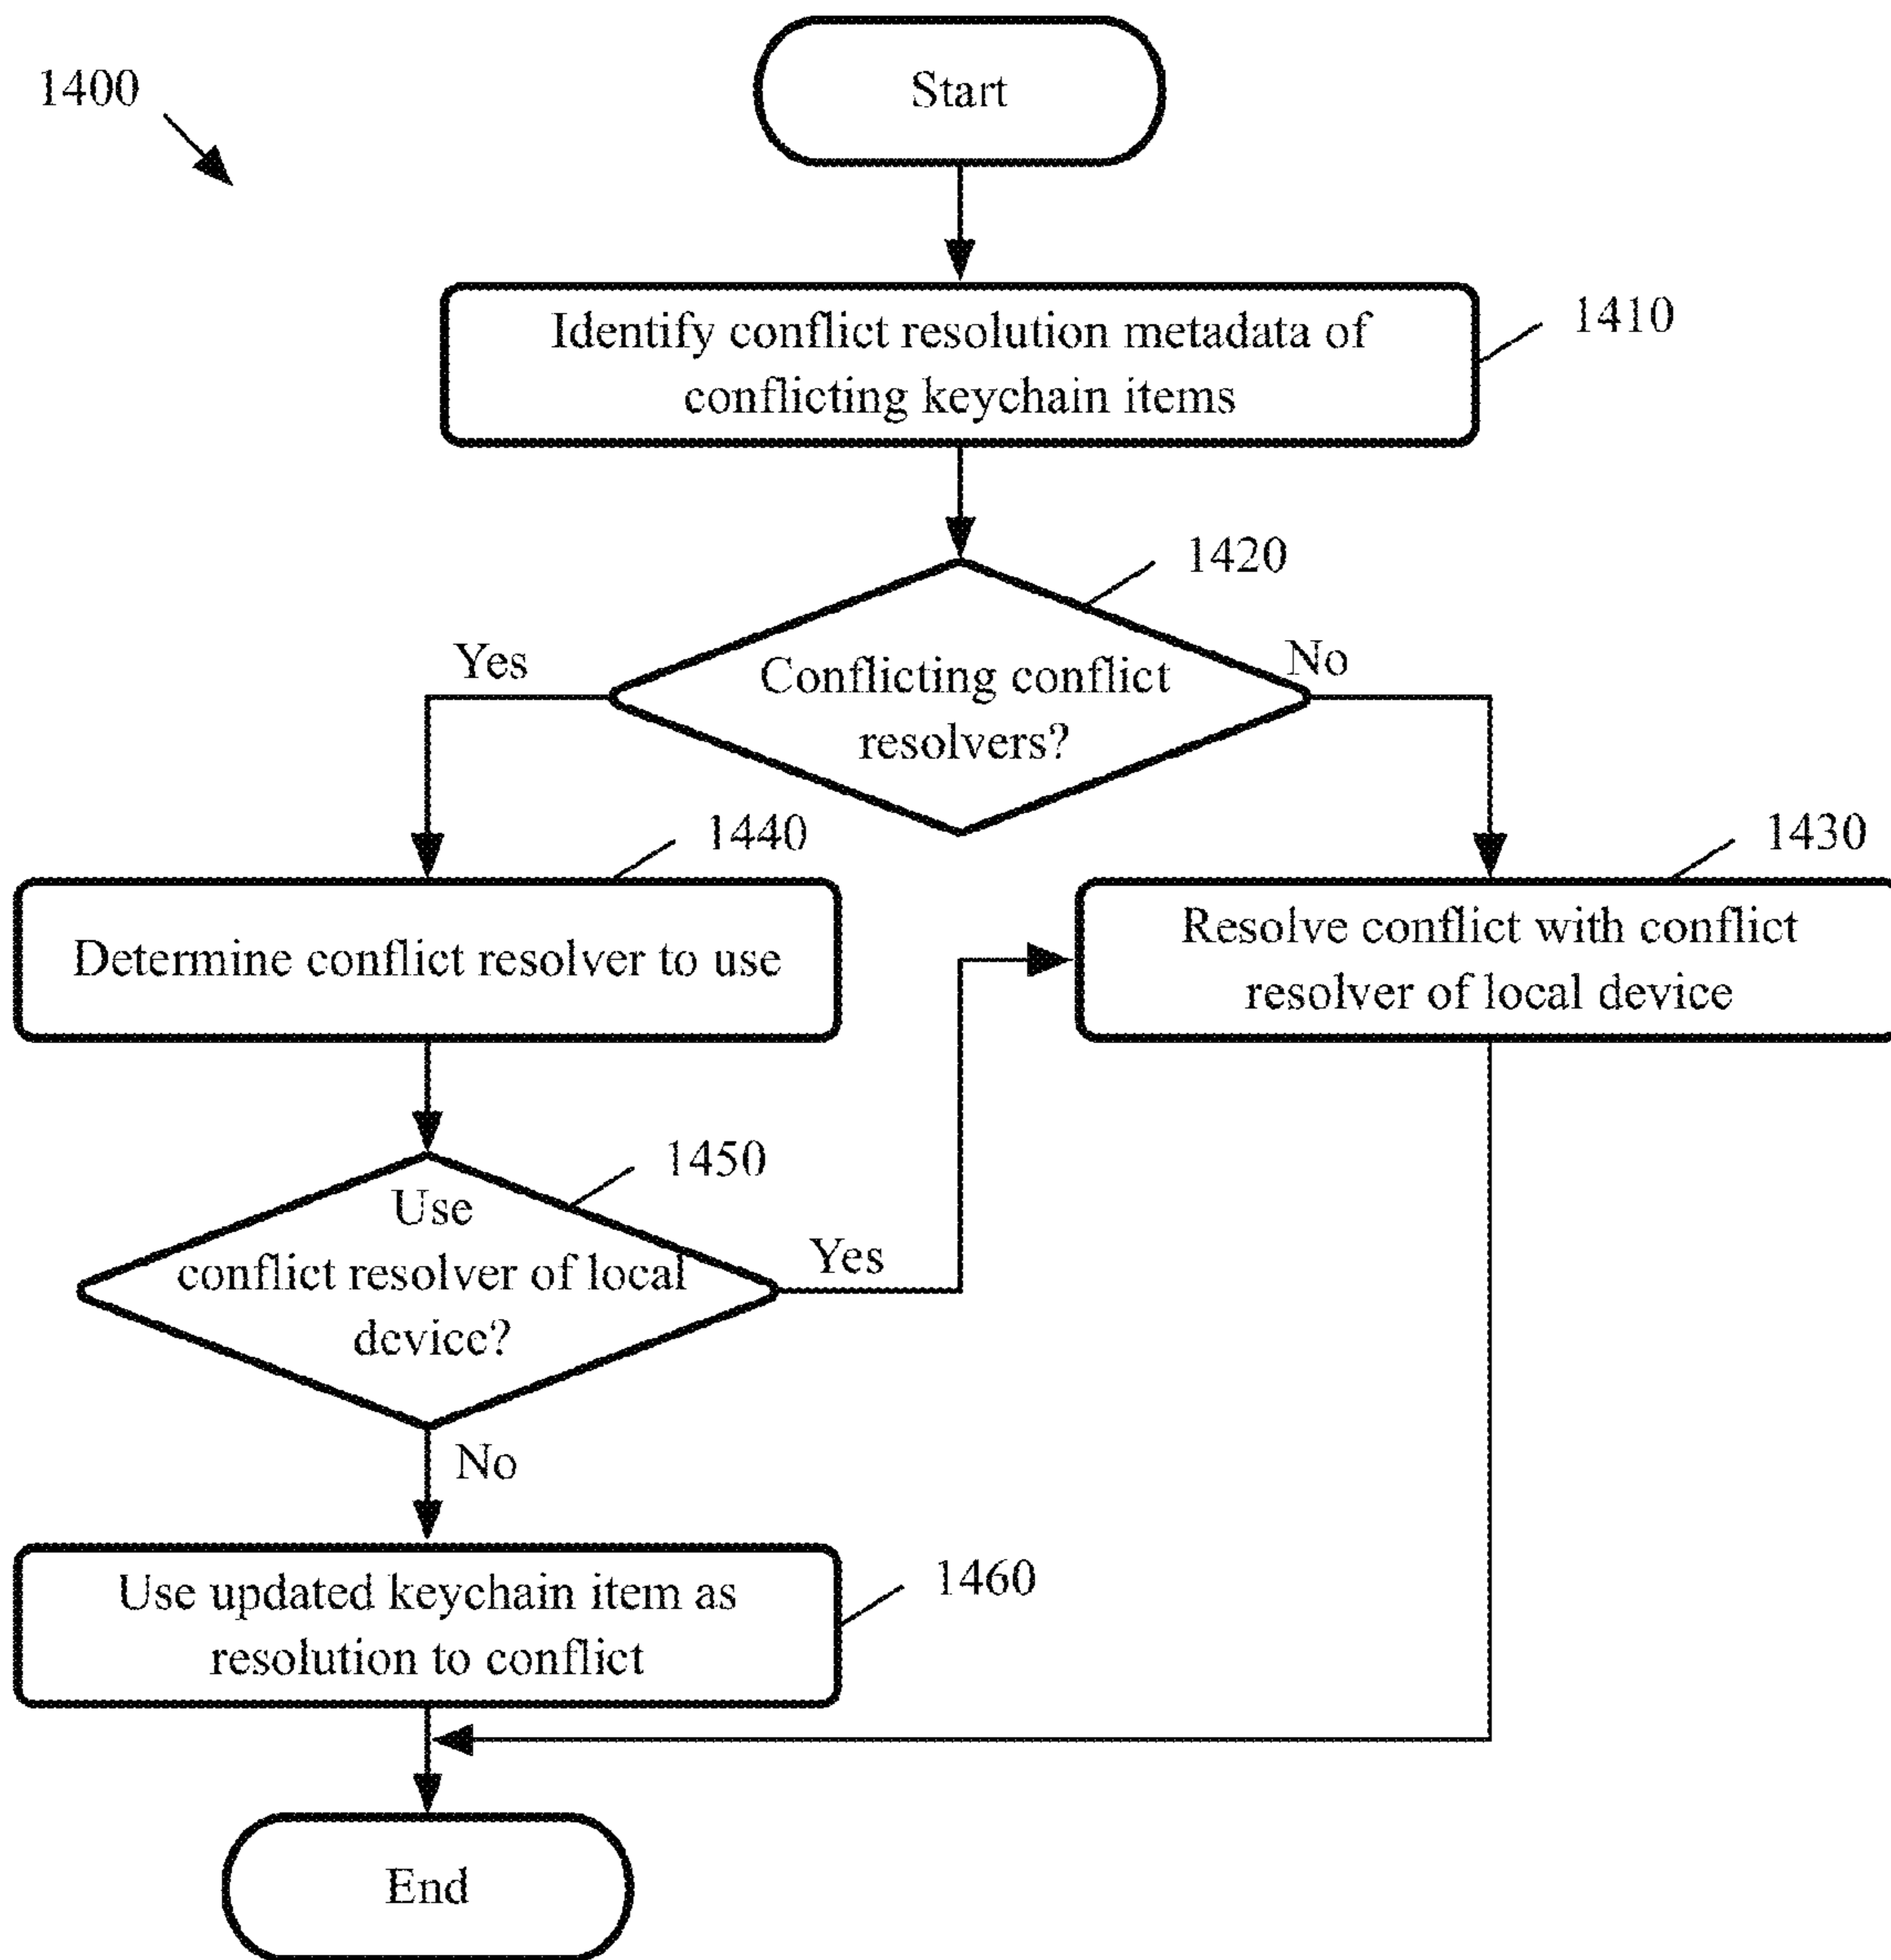 1400
Start
Identify conflict resolution metadata of
conflicting keychain items
1410
1420
Yes
No
Conflicting conflict
resolvers?
1440
1430
Determine conflict resolver to use
Resolve conflict with conflict
resolver of local device
1450
Use
conflict resolver of local
device?
Yes
No
Use updated keychain item as
resolution to conflict
1460
End